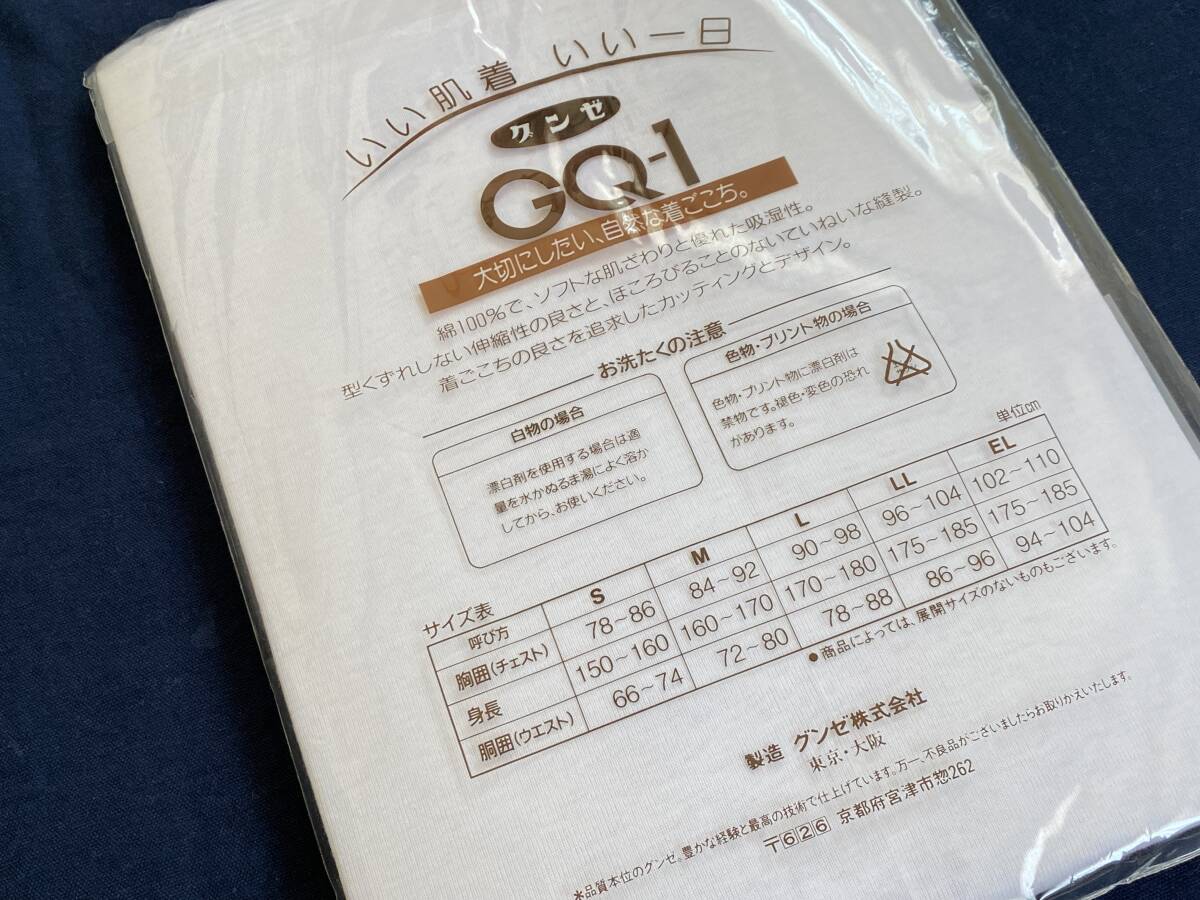 いい肌着 いい一日
グンゼ
GQ-1
大切にしたい、自然な着ごこち。
綿100%で、ソフトな肌ざわりと優れた吸湿性。
型くずれしない伸縮性の良さと、ほころびることのないていねいな縫製。
着ごこちの良さを追求したカッティングとデザイン。
お洗たくの注意
白物の場合
漂白剤を使用する場合は適
量を水かぬるま湯によく溶か
してから、お使いください。
色物・プリント物の場合
色物・プリント物に漂白剤は
禁物です。褪色・変色の恐れ
があります。
サイズ表 単位cm
呼び方 S M L LL EL
胸囲(チェスト) 78~86 84~92 90~98 96~104 102~110
身長 150~160 160~170 170~180 175~185 175~185
胴囲(ウエスト) 66~74 72~80 78~88 86~96 94~104
●商品によっては、展開サイズのないものもございます。
製造 グンゼ株式会社
東京・大阪
*品質本位のグンゼ。豊かな経験と最高の技術で仕上げています。万一、不良品がございましたらお取りかえいたします。
〒626 京都府宮津市惣262